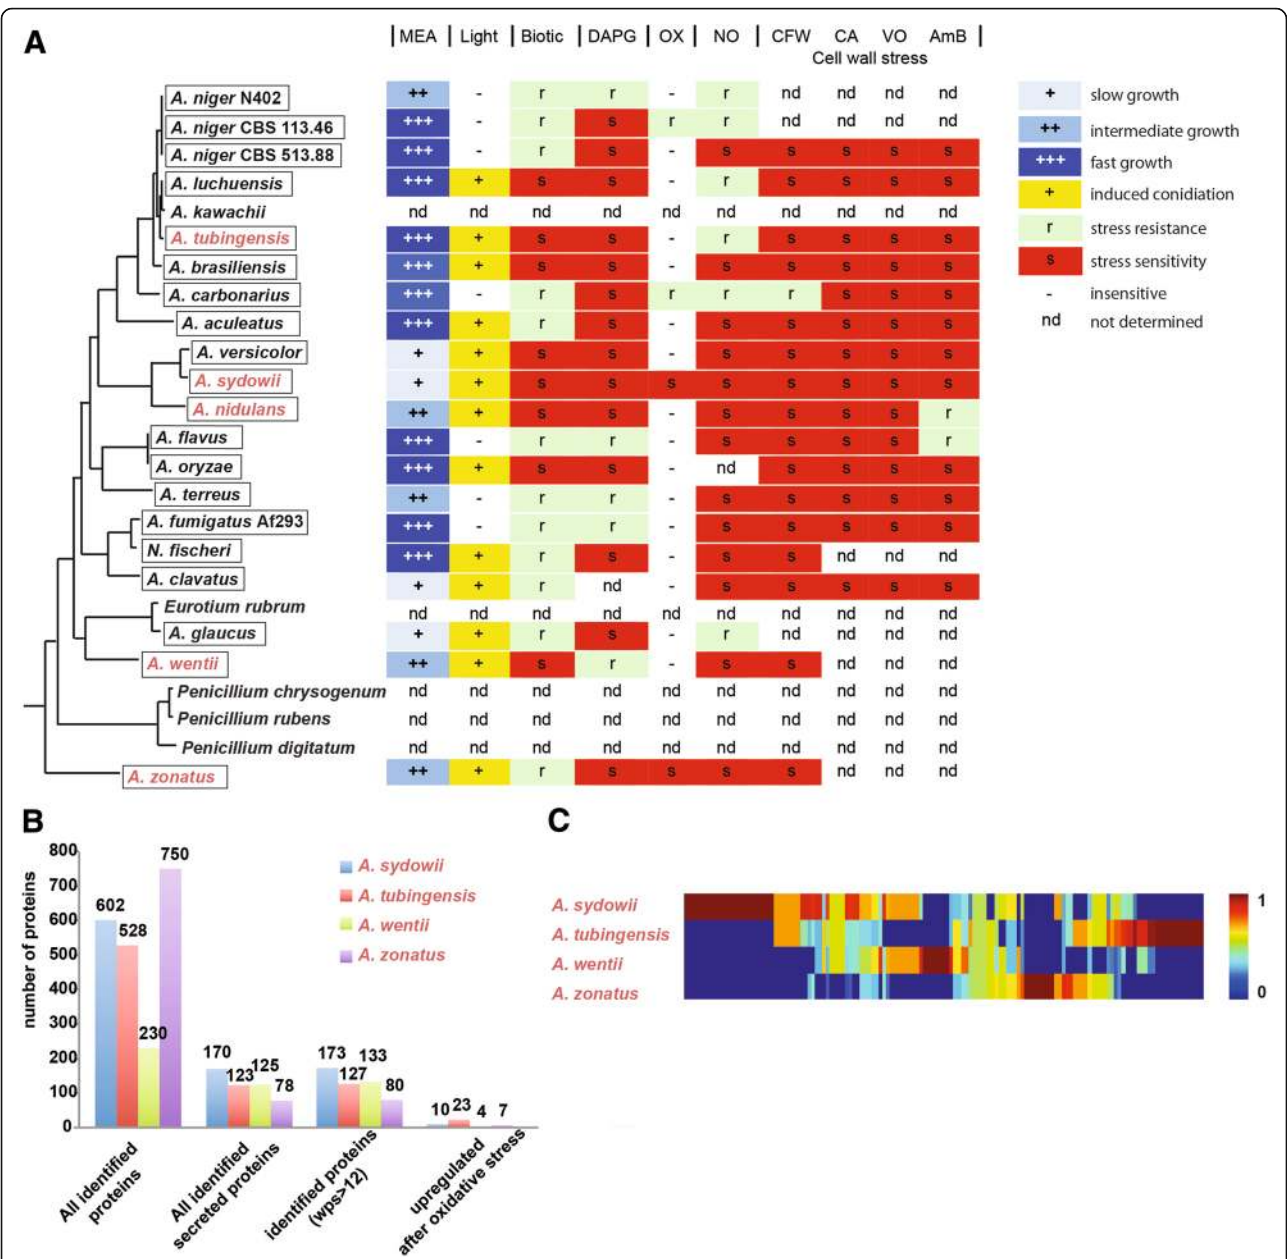 A
| MEA | Light | Biotic | DAPG | OX | NO | CFW CA VO AmB |
Cell wall stress
A. niger N402 ++ - r r - r nd nd nd nd
A. niger CBS 113.46 +++ - r s r r nd nd nd nd
A. niger CBS 513.88 +++ - r s - s s s s s
A. luchuensis +++ + s s - r s s s s
A. kawachii nd nd nd nd nd nd nd nd nd nd
A. tubingensis +++ + s s - r s s s s
A. brasiliensis +++ + s s - s s s s s
A. carbonarius +++ - r s r r r s s s
A. aculeatus +++ + r s - s s s s s
A. versicolor + + s s - s s s s s
A. sydowii + + s s s s s s s s
A. nidulans ++ + s s - s s s s r
A. flavus +++ - r r - s s s s r
A. oryzae +++ + s s - nd s s s s
A. terreus ++ - r r - s s s s s
A. fumigatus Af293 +++ - r r - s s s s s
N. fischeri +++ + r s - s s nd nd nd
A. clavatus + + r nd - s s s s s
Eurotium rubrum nd nd nd nd nd nd nd nd nd nd
A. glaucus + + r s - r nd nd nd nd
A. wentii ++ + s r - s s nd nd nd
Penicillium chrysogenum nd nd nd nd nd nd nd nd nd nd
Penicillium rubens nd nd nd nd nd nd nd nd nd nd
Penicillium digitatum nd nd nd nd nd nd nd nd nd nd
A. zonatus ++ + r s s s s nd nd nd
+ slow growth
++ intermediate growth
+++ fast growth
+ induced conidiation
r stress resistance
s stress sensitivity
- insensitive
nd not determined
B
number of proteins
800
700
600
500
400
300
200
100
0
602
528
230
750
170
123
125
78
173
127
133
80
10
23
4
7
All identified
proteins
All identified
secreted proteins
identified proteins
(wps>12)
upregulated
after oxidative stress
A. sydowii
A. tubingensis
A. wentii
A. zonatus
C
A. sydowii
A. tubingensis
A. wentii
A. zonatus
1
0